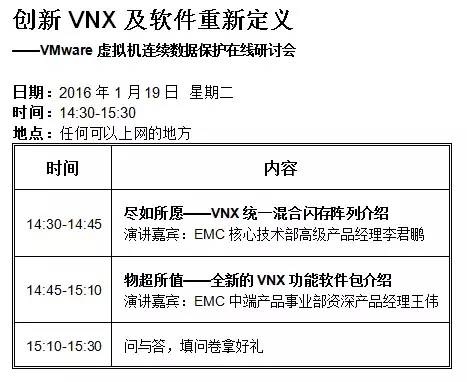 创新 VNX 及软件重新定义
——VMware 虚拟机连续数据保护在线研讨会
日期：2016 年 1 月 19 日 星期二
时间：14:30-15:30
地点：任何可以上网的地方
时间 内容
14:30-14:45
尽如所愿——VNX 统一混合闪存阵列介绍
演讲嘉宾：EMC 核心技术部高级产品经理李君鹏
14:45-15:10
物超所值——全新的 VNX 功能软件包介绍
演讲嘉宾：EMC 中端产品事业部资深产品经理王伟
15:10-15:30 问与答，填问卷拿好礼